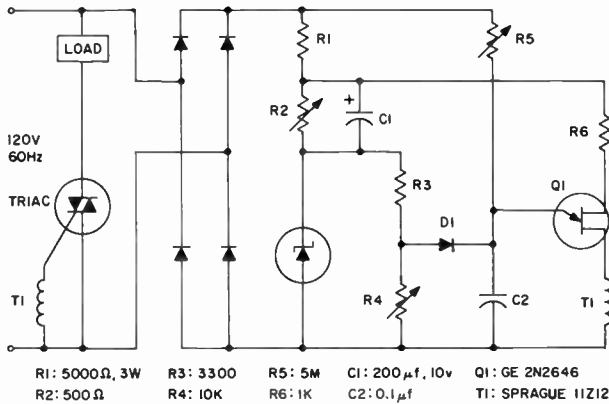 LOAD
120V
60Hz
TRIAC
T1
R1
R2
+
C1
R3
D1
R4
C2
R5
R6
Q1
T1
R1: 5000Ω, 3W R3: 3300 R5: 5M C1: 200μf, 10v Q1: GE 2N2646
R2: 500Ω R4: 10K R6: 1K C2: 0.1μf T1: SPRAGUE 11Z12